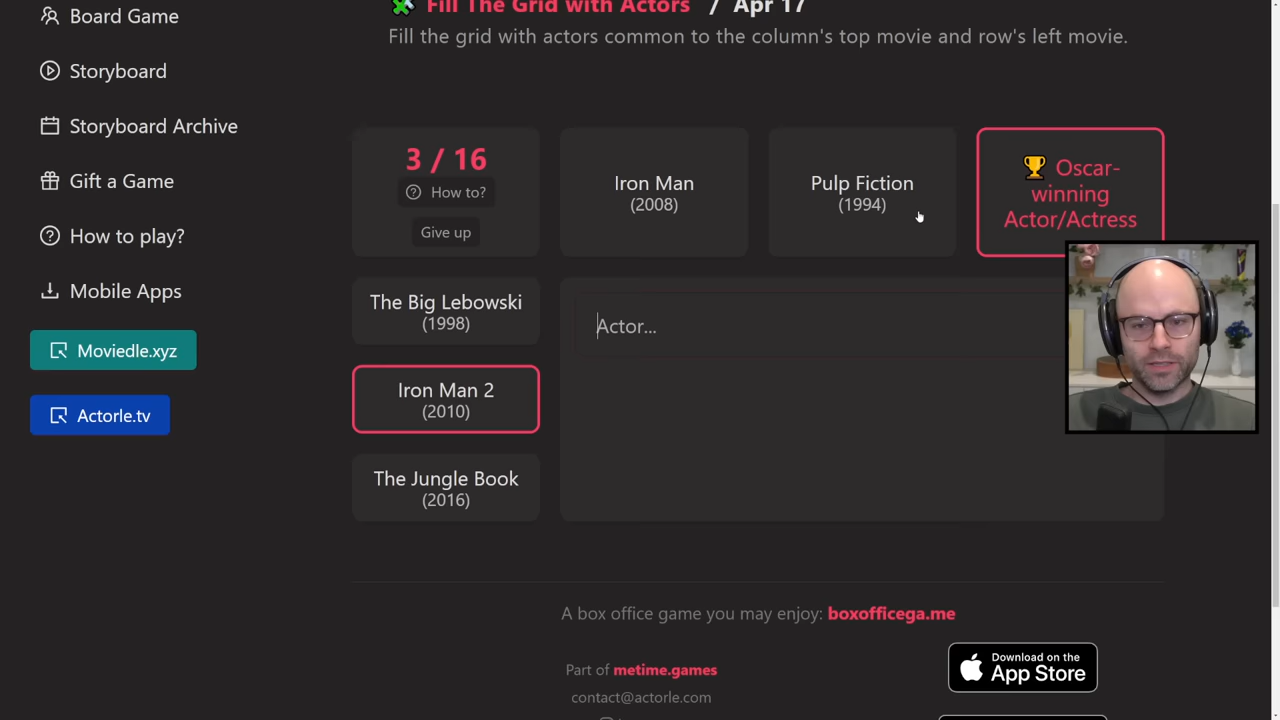 Board Game
Storyboard
Storyboard Archive
Gift a Game
How to play?
Mobile Apps
Moviedle.xyz
Actorle.tv
Fill The Grid with Actors / Apr 17
Fill the grid with actors common to the column's top movie and row's left movie.
3 / 16
How to?
Give up
Iron Man
(2008)
Pulp Fiction
(1994)
Oscar-
winning
Actor/Actress
The Big Lebowski
(1998)
Iron Man 2
(2010)
The Jungle Book
(2016)
Actor...
A box office game you may enjoy: boxofficega.me
Part of metime.games
contact@actorle.com
Download on the
App Store